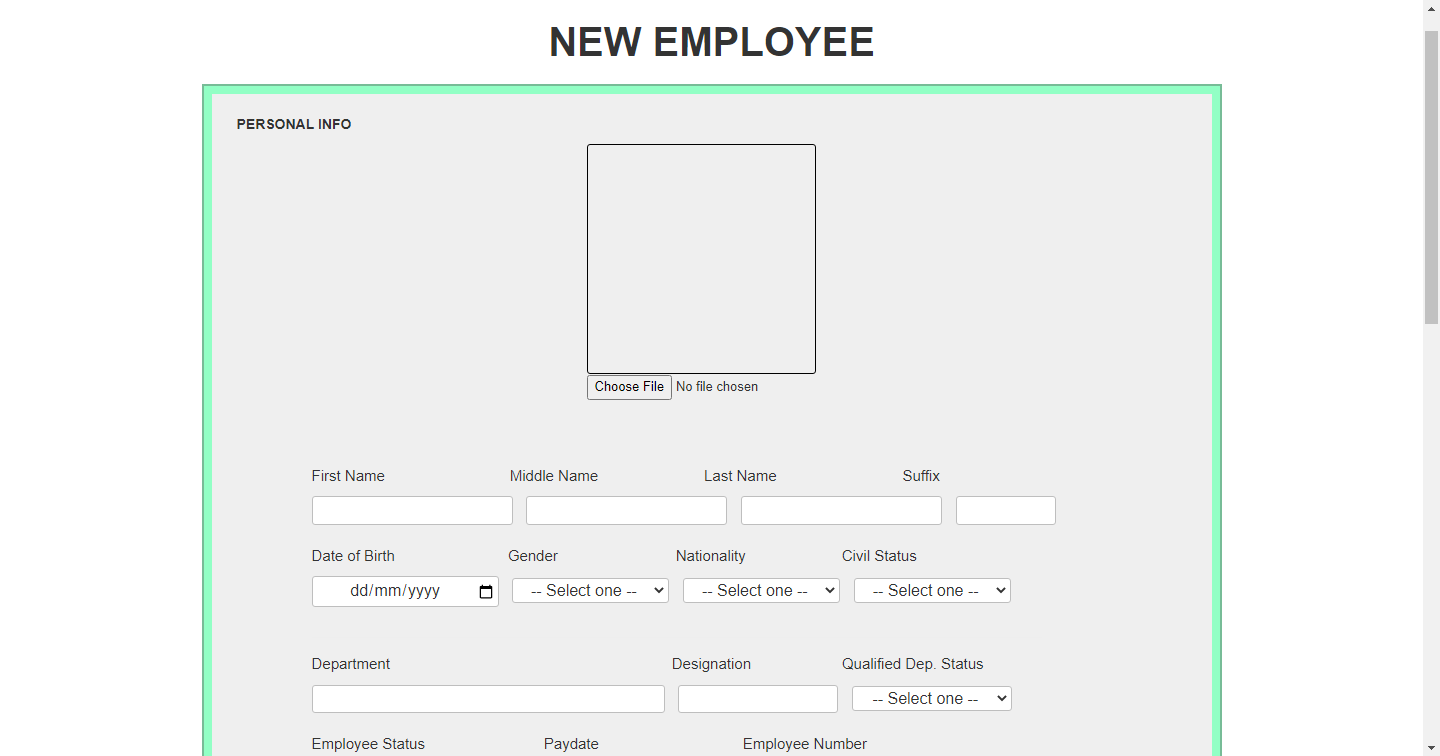 NEW EMPLOYEE
PERSONAL INFO
Choose File No file chosen
First Name Middle Name Last Name Suffix
Date of Birth Gender Nationality Civil Status
dd/mm/yyyy -- Select one -- -- Select one -- -- Select one --
Department Designation Qualified Dep. Status
-- Select one --
Employee Status Paydate Employee Number